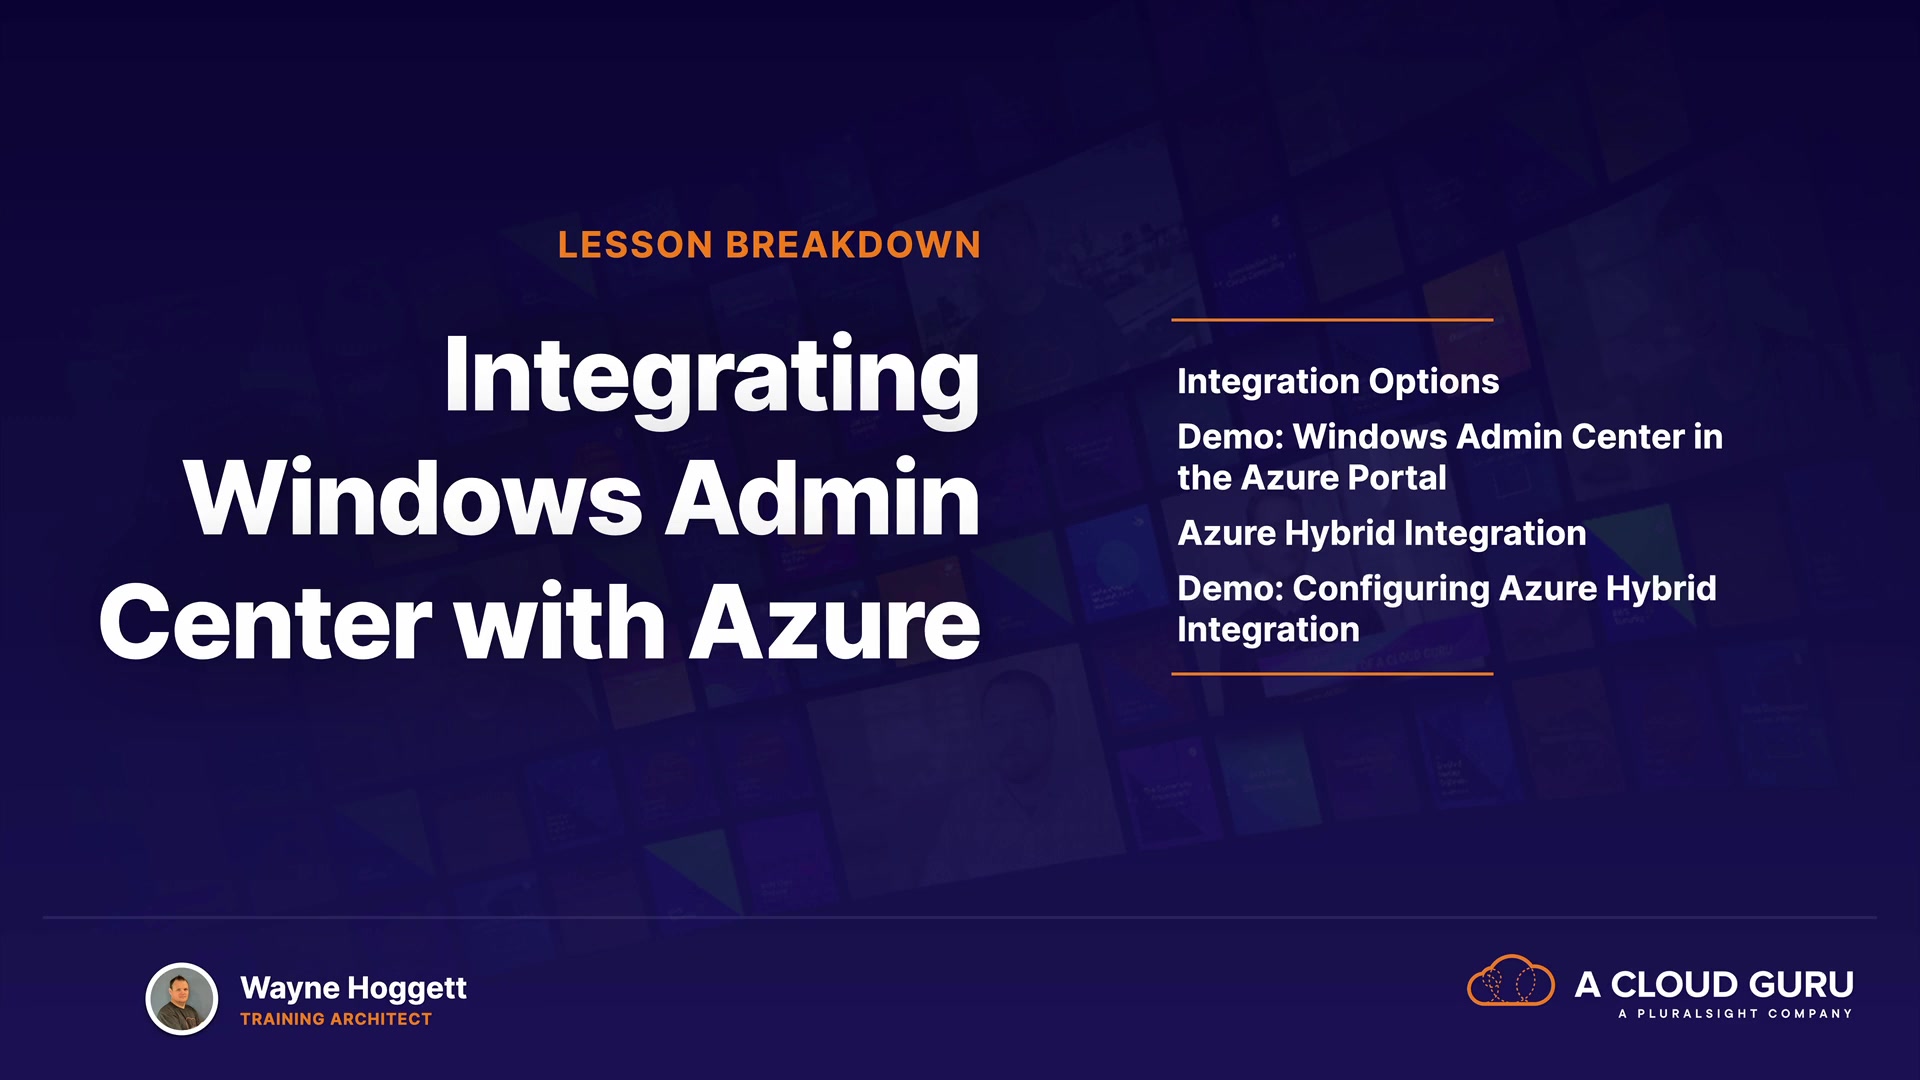 LESSON BREAKDOWN
Integrating
Windows Admin
Center with Azure
Integration Options
Demo: Windows Admin Center in
the Azure Portal
Azure Hybrid Integration
Demo: Configuring Azure Hybrid
Integration
Wayne Hoggett
TRAINING ARCHITECT
A CLOUD GURU
A PLURALSIGHT COMPANY